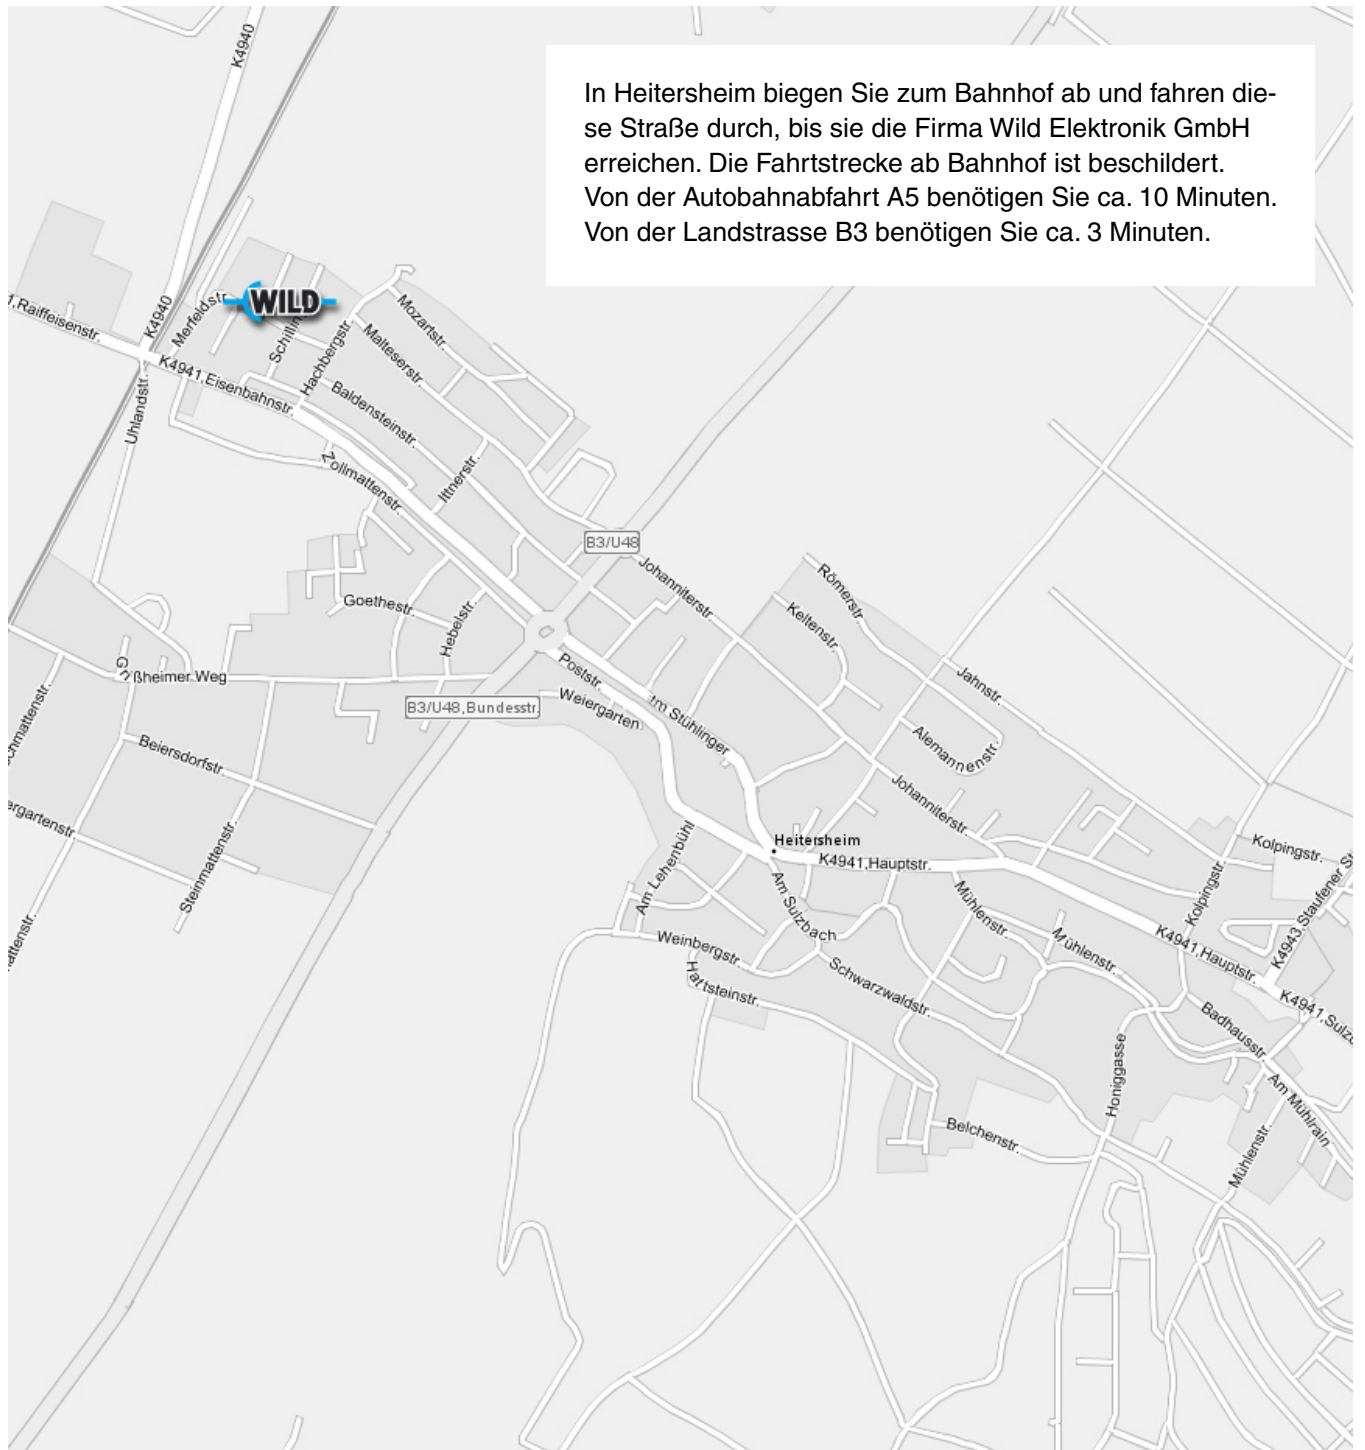 K4940
In Heitersheim biegen Sie zum Bahnhof ab und fahren die-
se Straße durch, bis sie die Firma Wild Elektronik GmbH
erreichen. Die Fahrtstrecke ab Bahnhof ist beschildert.
Von der Autobahnabfahrt A5 benötigen Sie ca. 10 Minuten.
Von der Landstrasse B3 benötigen Sie ca. 3 Minuten.
Raiffeisenstr.
K4940
Merfeldstr.
WILD
Hachbergstr.
Mozartstr.
Malteserstr.
K4941,Eisenbahnstr.
Uhlandstr.
Baldensteinstr.
Zollmattenstr.
Ittnerstr.
B3/U48
Johanniterstr.
Römerstr.
Keltenstr.
Goethestr.
Hebelstr.
Grißheimer Weg
Poststr.
Weiergarten
B3/U48,Bundesstr.
Im Stühlinger
Jahnstr.
Alemannenstr.
Beiersdorfstr.
Johanniterstr.
Steinmattenstr.
Am Lehenbühl
Heitersheim
K4941,Hauptstr.
Kolpingstr.
Kolpingstr.
K4943
Am Sulzbach
Mühlenstr.
Mühlenstr.
K4941,Hauptstr.
Weinbergstr.
Schwarzwaldstr.
Hattsteinstr.
Badhausstr.
Honiggasse
Am Mühlrain
Belchenstr.
Mühlenstr.